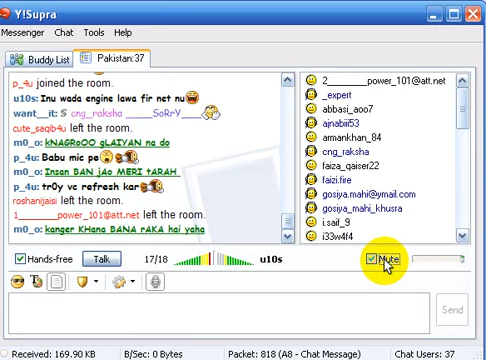 Y!Supra
Messenger Chat Tools Help
Buddy List Pakistan:37
p_4u joined the room.
u10s: Inu wada engine lawa fir net nu
want__it: cng_raksha _____SoRrY____
cute_saqib4u left the room.
m0_o: kNAGRoOO gLAIYAN na do
p_4u: Babu mic pe
m0_o: Insan BAN jAo MERI tARAH
p_4u: tr0y vc refresh kar
roshanijaisi left the room.
1________power_101@att.net left the room.
m0_o: kanger KHana BANA rAKA hai yaha
2________power_101@att.net
_expert
abbasi_aoo7
ajnabiii53
armankhan_84
cng_raksha
faiza_qaiser22
faizi.fire
gosiya.mahi@ymail.com
gosiya_mahi_khusra
i.saif_9
i33w4f4
Hands-free Talk 17/18 u10s Mute
Send
Received: 169.90 KB B/Sec: 0 Bytes Packet: 818 (A8 - Chat Message) Chat Users: 37